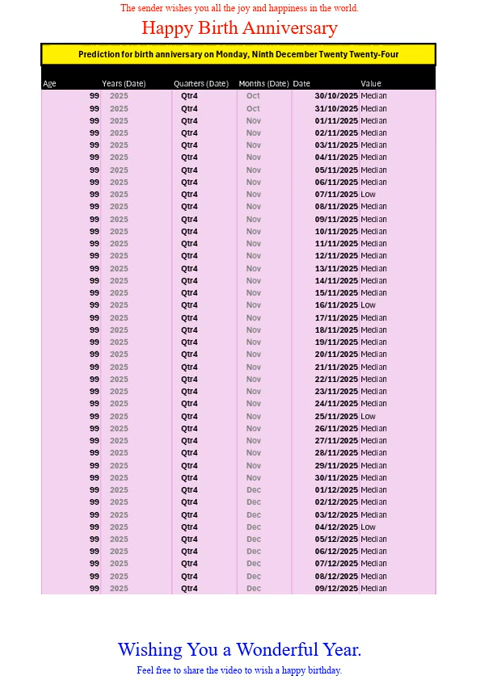 The sender wishes you all the joy and happiness in the world.
Happy Birth Anniversary
Prediction for birth anniversary on Monday, Ninth December Twenty Twenty-Four
Age Years (Date) Quarters (Date) Months (Date) Date Value
99 2025 Qtr4 Oct 30/10/2025 Median
99 2025 Qtr4 Oct 31/10/2025 Median
99 2025 Qtr4 Nov 01/11/2025 Median
99 2025 Qtr4 Nov 02/11/2025 Median
99 2025 Qtr4 Nov 03/11/2025 Median
99 2025 Qtr4 Nov 04/11/2025 Median
99 2025 Qtr4 Nov 05/11/2025 Median
99 2025 Qtr4 Nov 06/11/2025 Median
99 2025 Qtr4 Nov 07/11/2025 Low
99 2025 Qtr4 Nov 08/11/2025 Median
99 2025 Qtr4 Nov 09/11/2025 Median
99 2025 Qtr4 Nov 10/11/2025 Median
99 2025 Qtr4 Nov 11/11/2025 Median
99 2025 Qtr4 Nov 12/11/2025 Median
99 2025 Qtr4 Nov 13/11/2025 Median
99 2025 Qtr4 Nov 14/11/2025 Median
99 2025 Qtr4 Nov 15/11/2025 Median
99 2025 Qtr4 Nov 16/11/2025 Low
99 2025 Qtr4 Nov 17/11/2025 Median
99 2025 Qtr4 Nov 18/11/2025 Median
99 2025 Qtr4 Nov 19/11/2025 Median
99 2025 Qtr4 Nov 20/11/2025 Median
99 2025 Qtr4 Nov 21/11/2025 Median
99 2025 Qtr4 Nov 22/11/2025 Median
99 2025 Qtr4 Nov 23/11/2025 Median
99 2025 Qtr4 Nov 24/11/2025 Median
99 2025 Qtr4 Nov 25/11/2025 Low
99 2025 Qtr4 Nov 26/11/2025 Median
99 2025 Qtr4 Nov 27/11/2025 Median
99 2025 Qtr4 Nov 28/11/2025 Median
99 2025 Qtr4 Nov 29/11/2025 Median
99 2025 Qtr4 Nov 30/11/2025 Median
99 2025 Qtr4 Dec 01/12/2025 Median
99 2025 Qtr4 Dec 02/12/2025 Median
99 2025 Qtr4 Dec 03/12/2025 Median
99 2025 Qtr4 Dec 04/12/2025 Low
99 2025 Qtr4 Dec 05/12/2025 Median
99 2025 Qtr4 Dec 06/12/2025 Median
99 2025 Qtr4 Dec 07/12/2025 Median
99 2025 Qtr4 Dec 08/12/2025 Median
99 2025 Qtr4 Dec 09/12/2025 Median
Wishing You a Wonderful Year.
Feel free to share the video to wish a happy birthday.